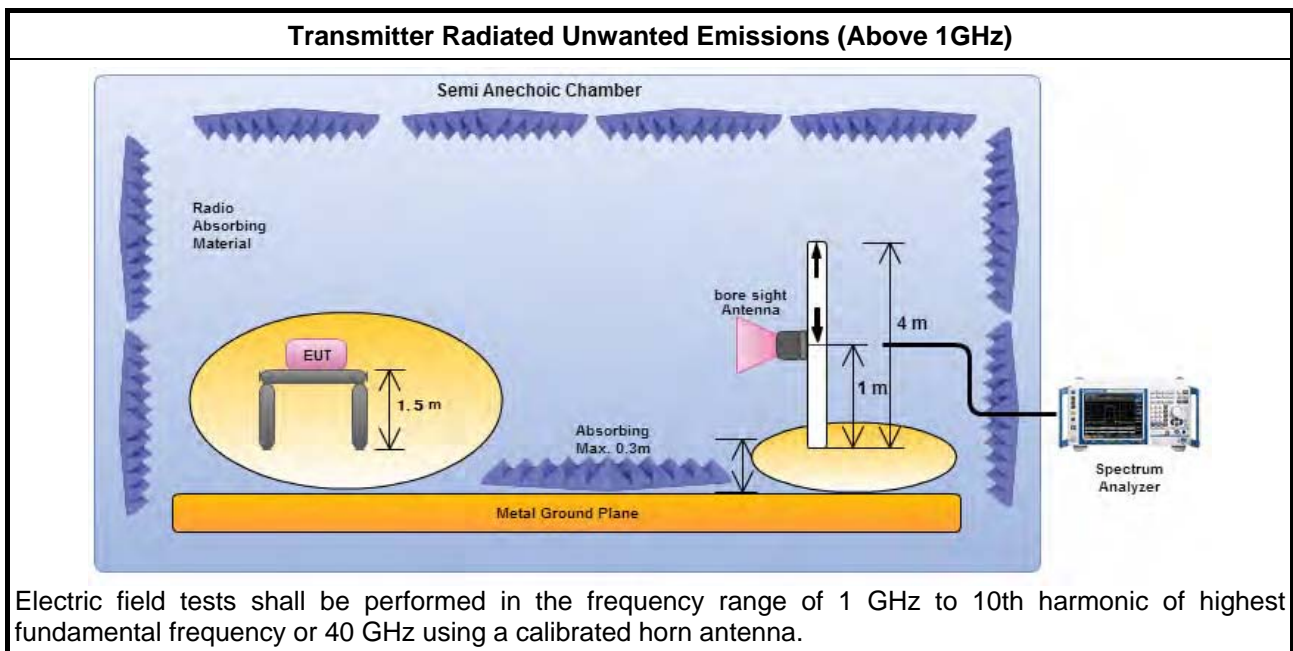 Transmitter Radiated Unwanted Emissions (Above 1GHz)
Semi Anechoic Chamber
Radio
Absorbing
Material
bore sight
Antenna
4 m
EUT
1 m
1.5 m
Absorbing
Max. 0.3m
Spectrum
Analyzer
Metal Ground Plane
Electric field tests shall be performed in the frequency range of 1 GHz to 10th harmonic of highest
fundamental frequency or 40 GHz using a calibrated horn antenna.